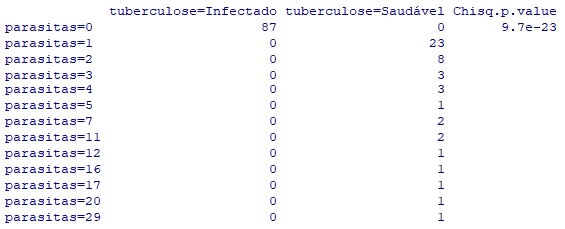 tuberculose=Infectado tuberculose=Saudável Chisq.p.value
parasitas=0 87 0 9.7e-23
parasitas=1 0 23
parasitas=2 0 8
parasitas=3 0 3
parasitas=4 0 3
parasitas=5 0 1
parasitas=7 0 2
parasitas=11 0 2
parasitas=12 0 1
parasitas=16 0 1
parasitas=17 0 1
parasitas=20 0 1
parasitas=29 0 1